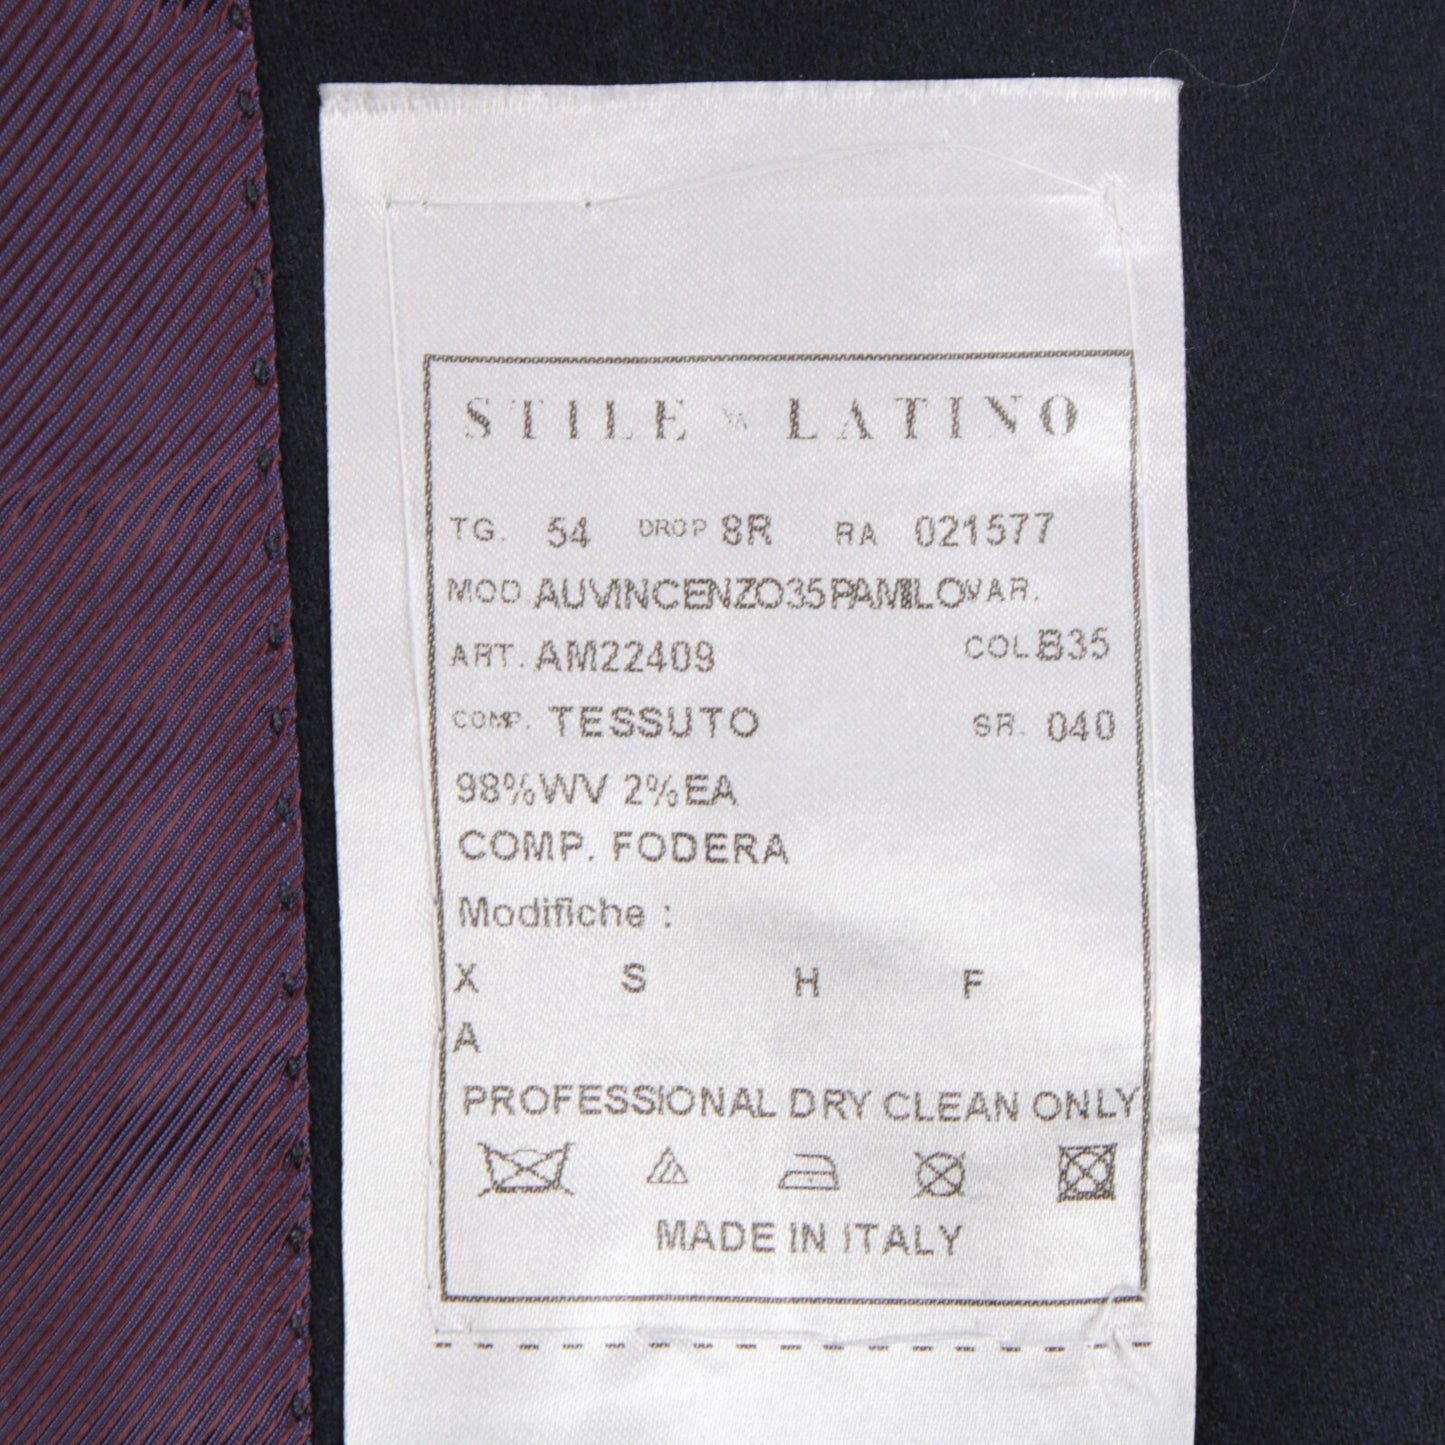 STILE LATINO
TG. 54 DROP 8R RA 021577
MOD. AUVINCENZO35PAMILO VAR.
ART. AM22409 COL. B35
COMP. TESSUTO SR. 040
98%WV 2%EA
COMP. FODERA
Modifiche :
X S H F
A
PROFESSIONAL DRY CLEAN ONLY
MADE IN ITALY